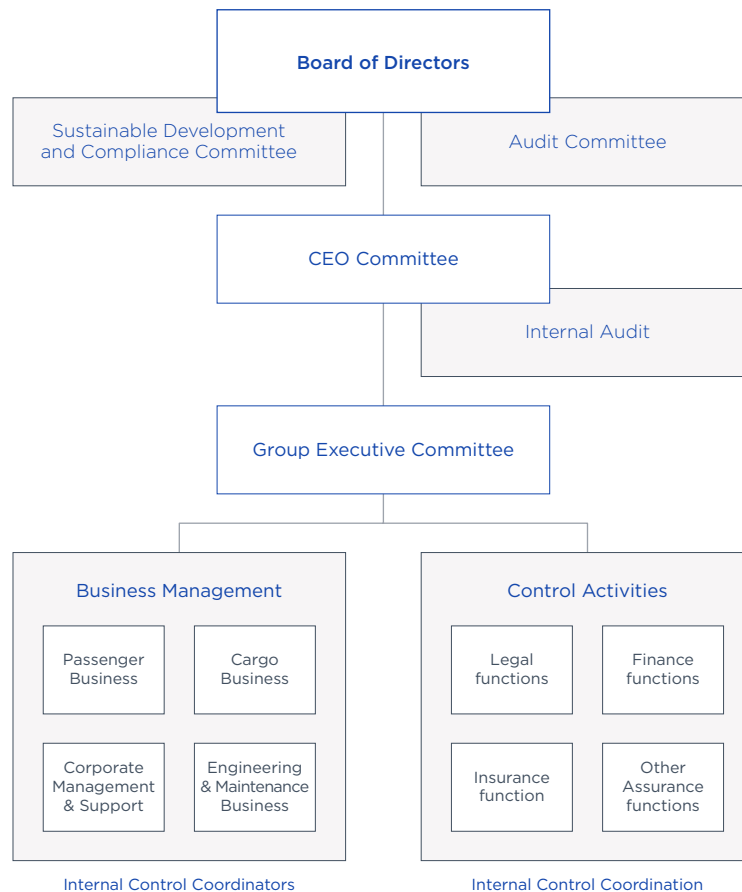 Board of Directors
Sustainable Development
and Compliance Committee
Audit Committee
CEO Committee
Internal Audit
Group Executive Committee
Business Management
Passenger
Business
Cargo
Business
Corporate
Management
& Support
Engineering
& Maintenance
Business
Internal Control Coordinators
Control Activities
Legal
functions
Finance
functions
Insurance
function
Other
Assurance
functions
Internal Control Coordination